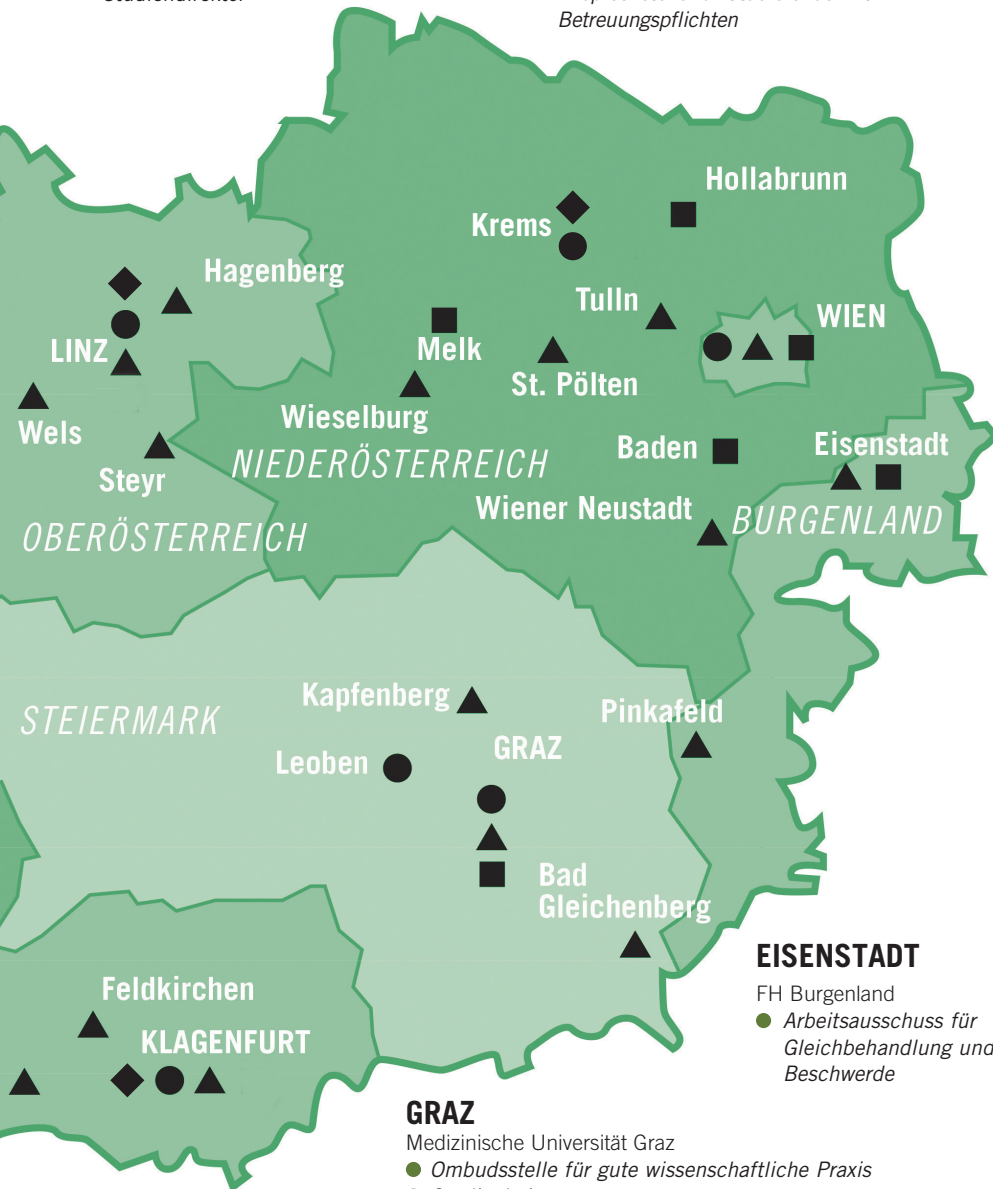 Studiendirektor
Betreuungspflichten
Hollabrunn
Krems
Hagenberg
Tulln
WIEN
LINZ
Melk
St. Pölten
Wels
Wieselburg
Baden
Eisenstadt
Steyr
NIEDERÖSTERREICH
Wiener Neustadt
BURGENLAND
OBERÖSTERREICH
Kapfenberg
Pinkafeld
STEIERMARK
GRAZ
Leoben
Bad
Gleichenberg
EISENSTADT
FH Burgenland
Arbeitsausschuss für
Gleichbehandlung und
Beschwerde
Feldkirchen
KLAGENFURT
GRAZ
Medizinische Universität Graz
Ombudsstelle für gute wissenschaftliche Praxis